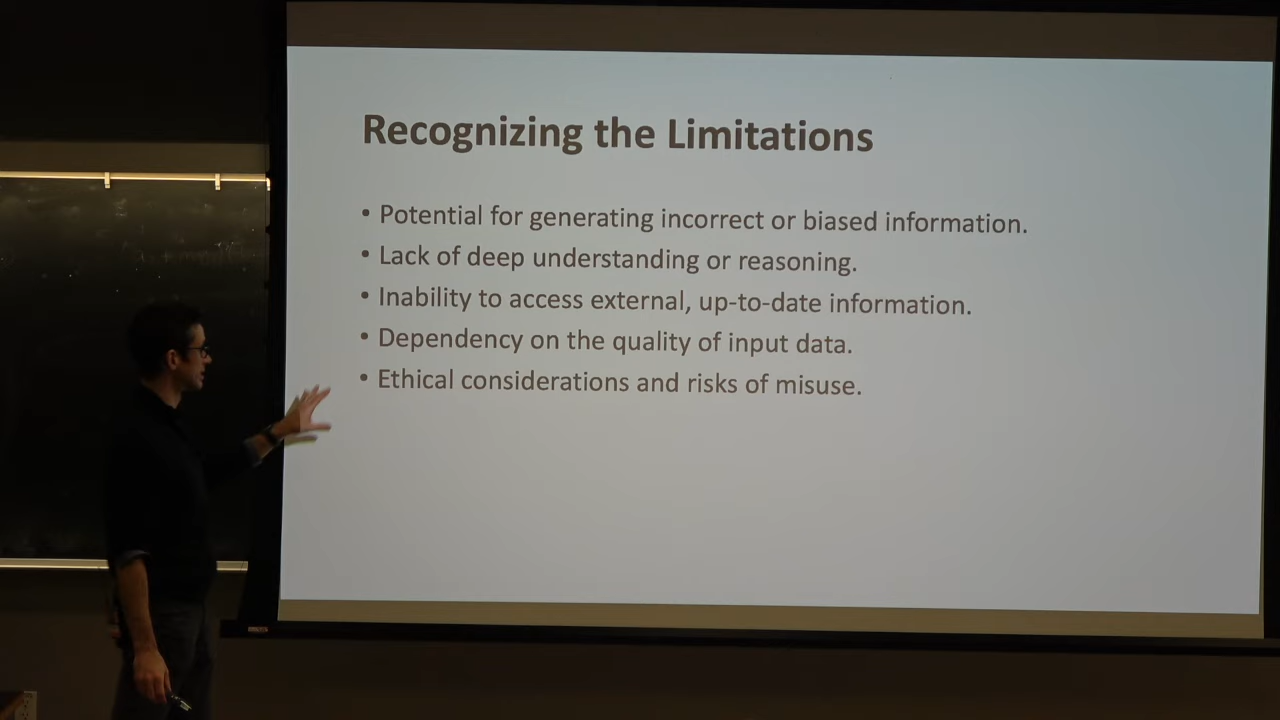 Recognizing the Limitations
• Potential for generating incorrect or biased information.
• Lack of deep understanding or reasoning.
• Inability to access external, up-to-date information.
• Dependency on the quality of input data.
• Ethical considerations and risks of misuse.